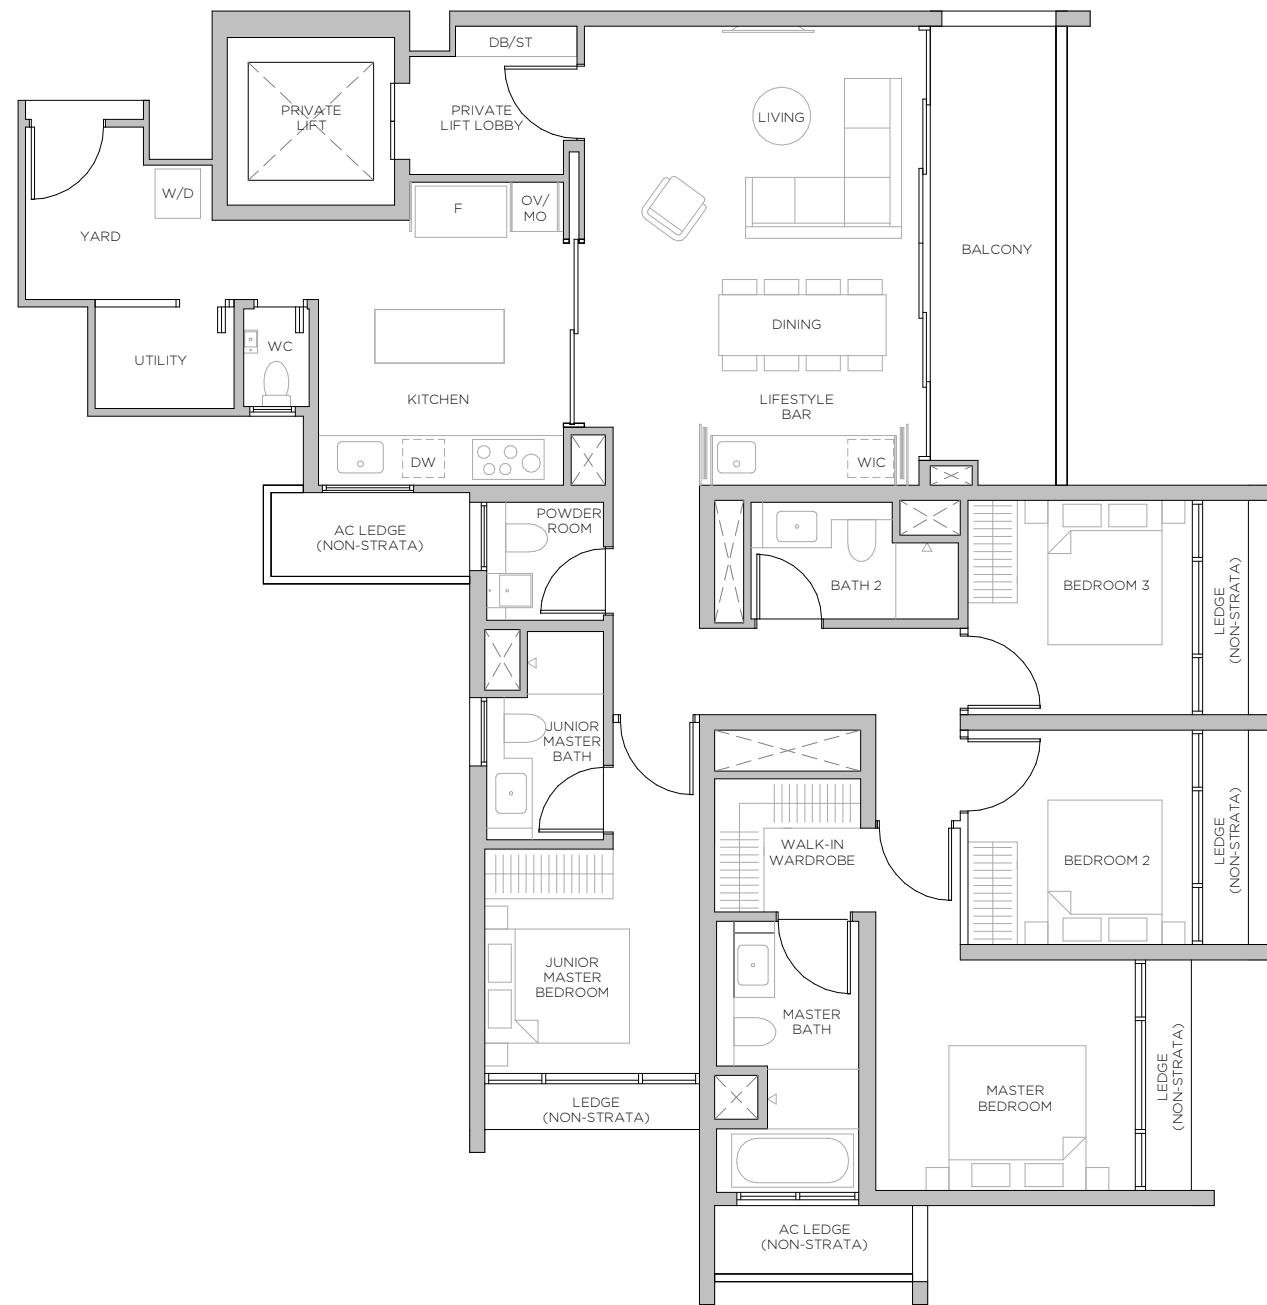 DB/ST
PRIVATE
LIFT
PRIVATE
LIFT LOBBY
LIVING
W/D
F
OV/
MO
YARD
BALCONY
DINING
WC
UTILITY
KITCHEN
LIFESTYLE
BAR
DW
WIC
POWDER
ROOM
AC LEDGE
(NON-STRATA)
BATH 2
BEDROOM 3
LEDGE
(NON-STRATA)
JUNIOR
MASTER
BATH
WALK-IN
WARDROBE
BEDROOM 2
LEDGE
(NON-STRATA)
JUNIOR
MASTER
BEDROOM
MASTER
BATH
MASTER
BEDROOM
LEDGE
(NON-STRATA)
LEDGE
(NON-STRATA)
AC LEDGE
(NON-STRATA)